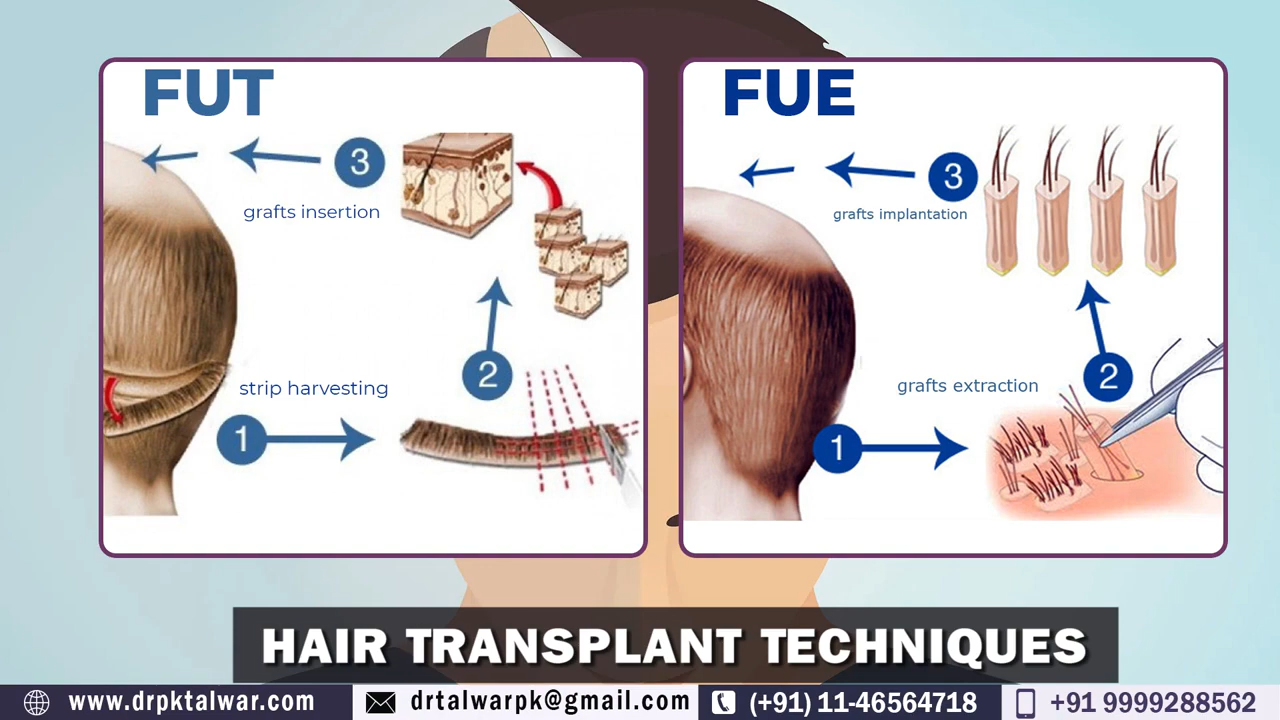 FUT
3
grafts insertion
2
strip harvesting
1
FUE
3
grafts implantation
2
grafts extraction
1
HAIR TRANSPLANT TECHNIQUES
www.drpktalwar.com
drtalwarpk@gmail.com
(+91) 11-46564718
+91 9999288562